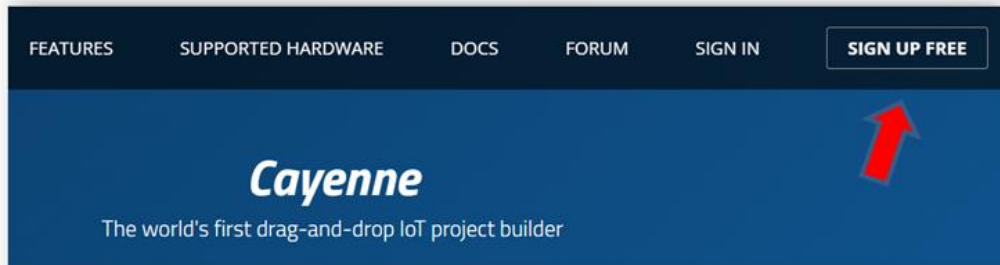 FEATURES SUPPORTED HARDWARE DOCS FORUM SIGN IN SIGN UP FREE
Cayenne
The world's first drag-and-drop IoT project builder